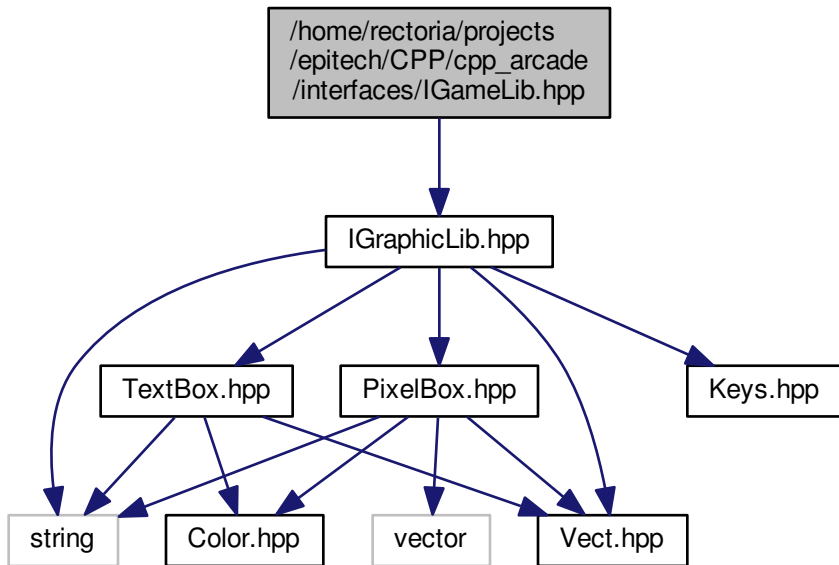 /home/rectoria/projects
/epitech/CPP/cpp_arcade
/interfaces/IGameLib.hpp
IGraphicLib.hpp
TextBox.hpp
PixelBox.hpp
Keys.hpp
string
Color.hpp
vector
Vect.hpp